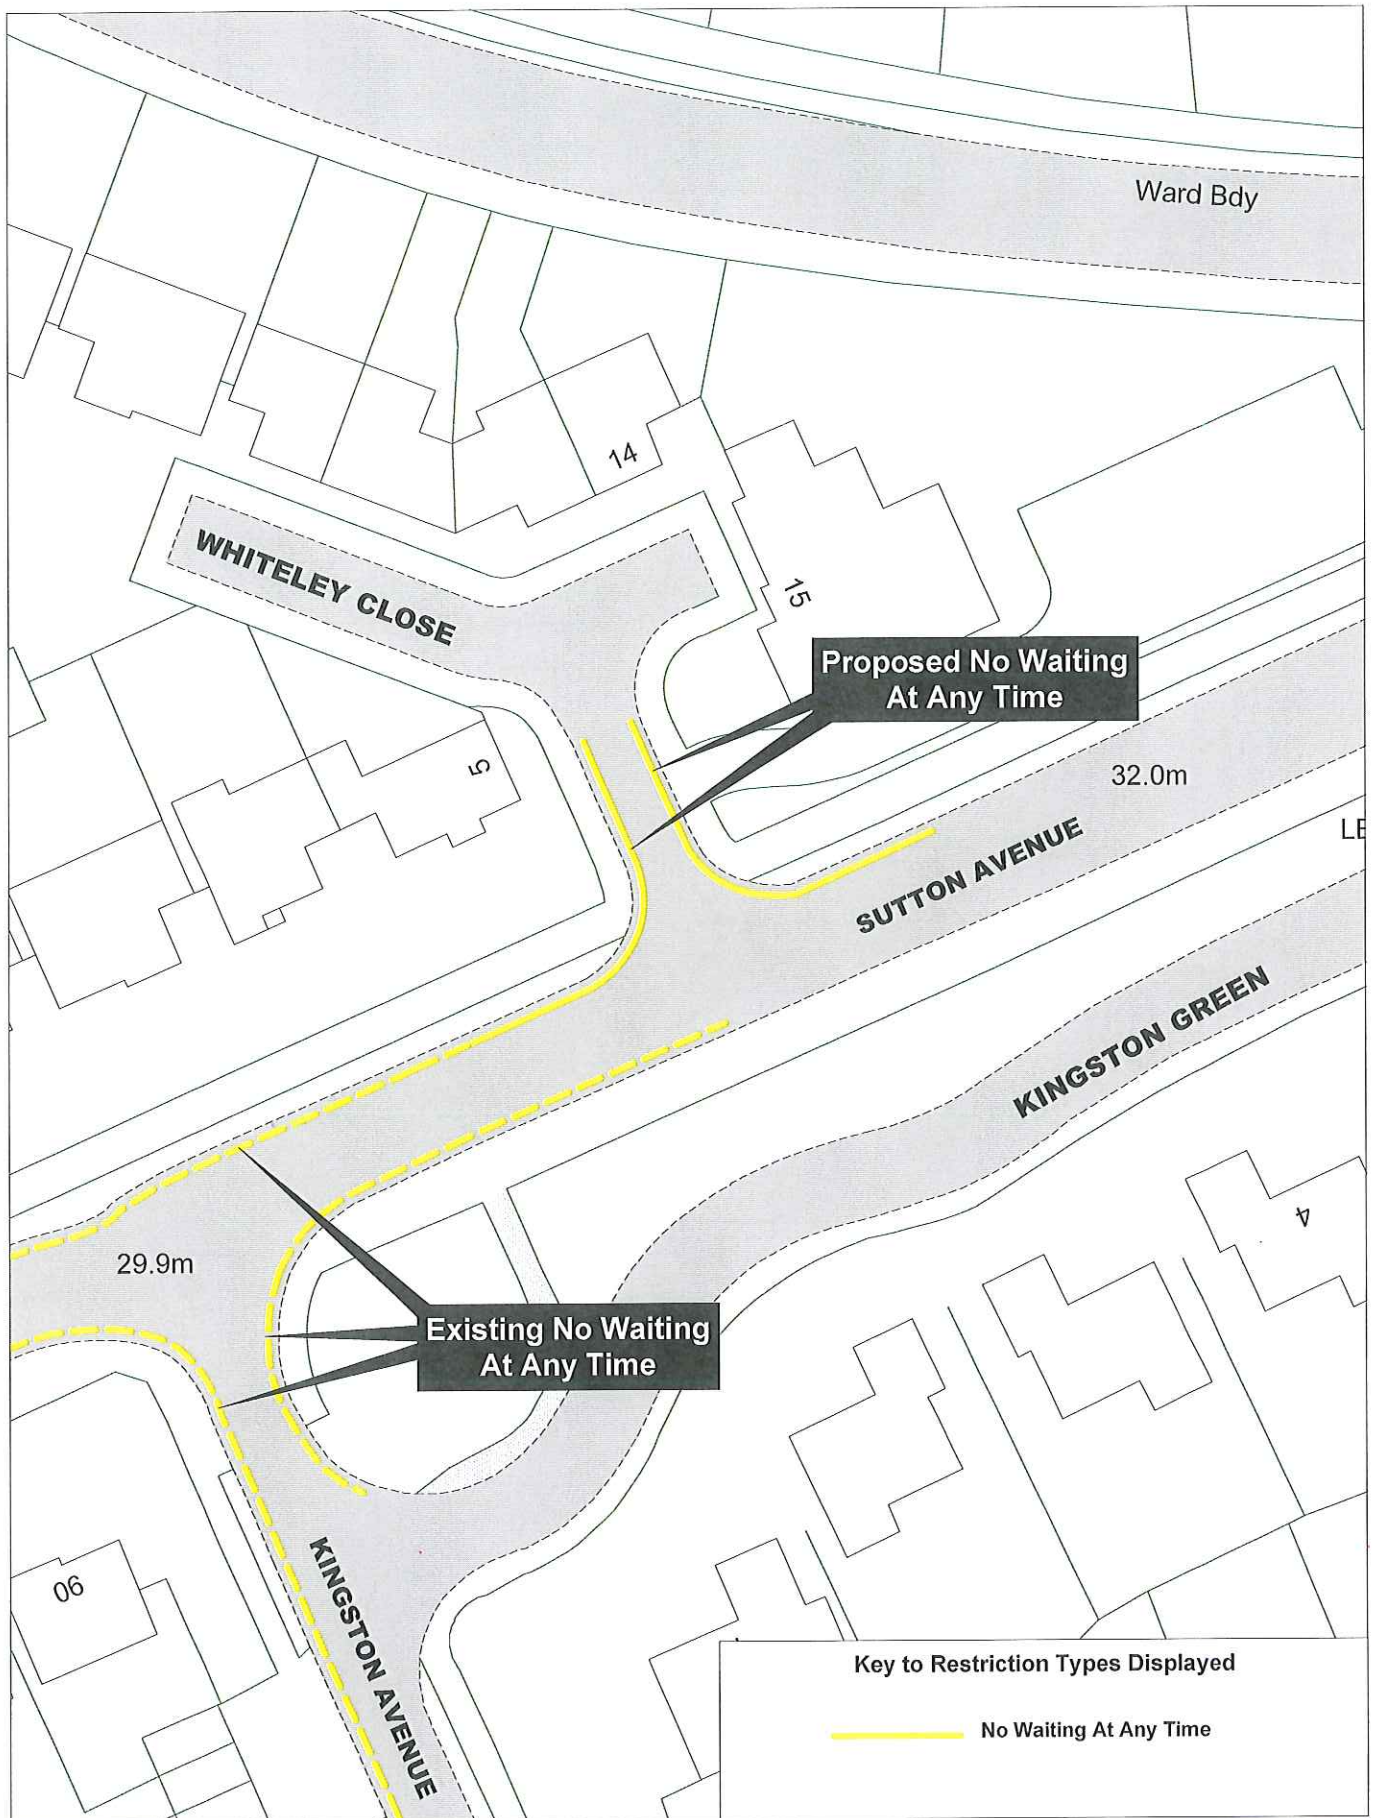 Ward Bdy
14
WHITELEY CLOSE
15
Proposed No Waiting
At Any Time
5
32.0m
LE
SUTTON AVENUE
KINGSTON GREEN
4
29.9m
Existing No Waiting
At Any Time
90
KINGSTON AVENUE
Key to Restriction Types Displayed
No Waiting At Any Time